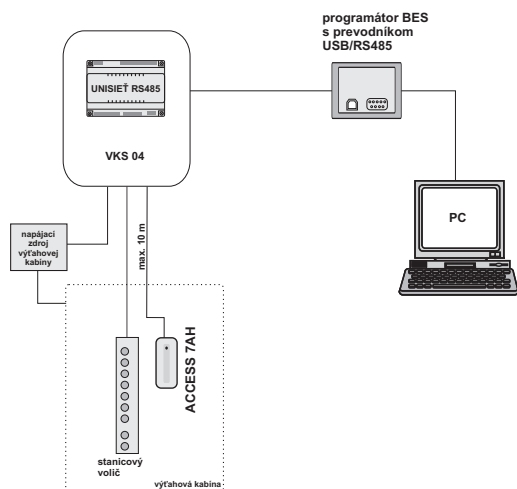 programátor BES
s prevodníkom
USB/RS485
UNISIEŤ RS485
VKS 04
PC
napájací
zdroj
výťahovej
kabíny
max. 10 m
ACCESS 7AH
stanicový
volič
výťahová kabína